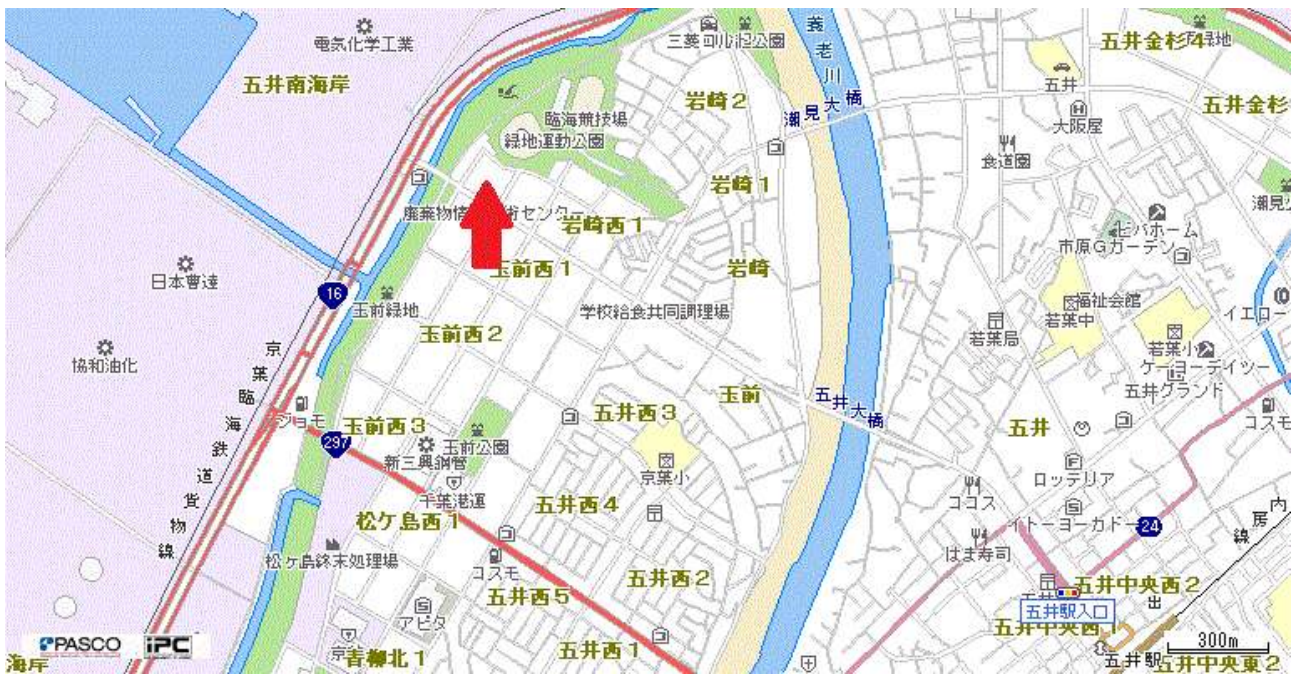 電気化学工業
三菱コルヒ公園
五井金杉4
緑地
五井南海岸
養老川
五井
岩崎2
潮見大橋
五井金杉
大阪屋
臨海競技場
緑地運動公園
食道園
岩崎1
潮見
廃棄物情
術センター
岩崎西1
ビバホーム
市原Gガーデン
岩崎
玉前西1
日本曹達
16
玉前緑地
学校給食共同調理場
福祉会館
若葉中
イエロー
玉前西2
若葉局
若葉小
ケーヨーデイツー
協和油化
京葉臨海鉄道貨物線
玉前
五井大橋
五井グランド
ジョモ
玉前西3
五井西3
五井
コスモ
297
玉前公園
新三興鋼管
京葉小
ロッテリア
千葉港運
ココス
五井西4
松ケ島西1
イトーヨーカドー
24
内房線
はま寿司
松ヶ島終末処理場
コスモ
五井西2
五井中央西2
五井西5
五井駅入口
アピタ
出
五井中央西1
300m
PASCO
iPC
海岸
京
青柳北1
五井西1
五井駅
五井中央東2